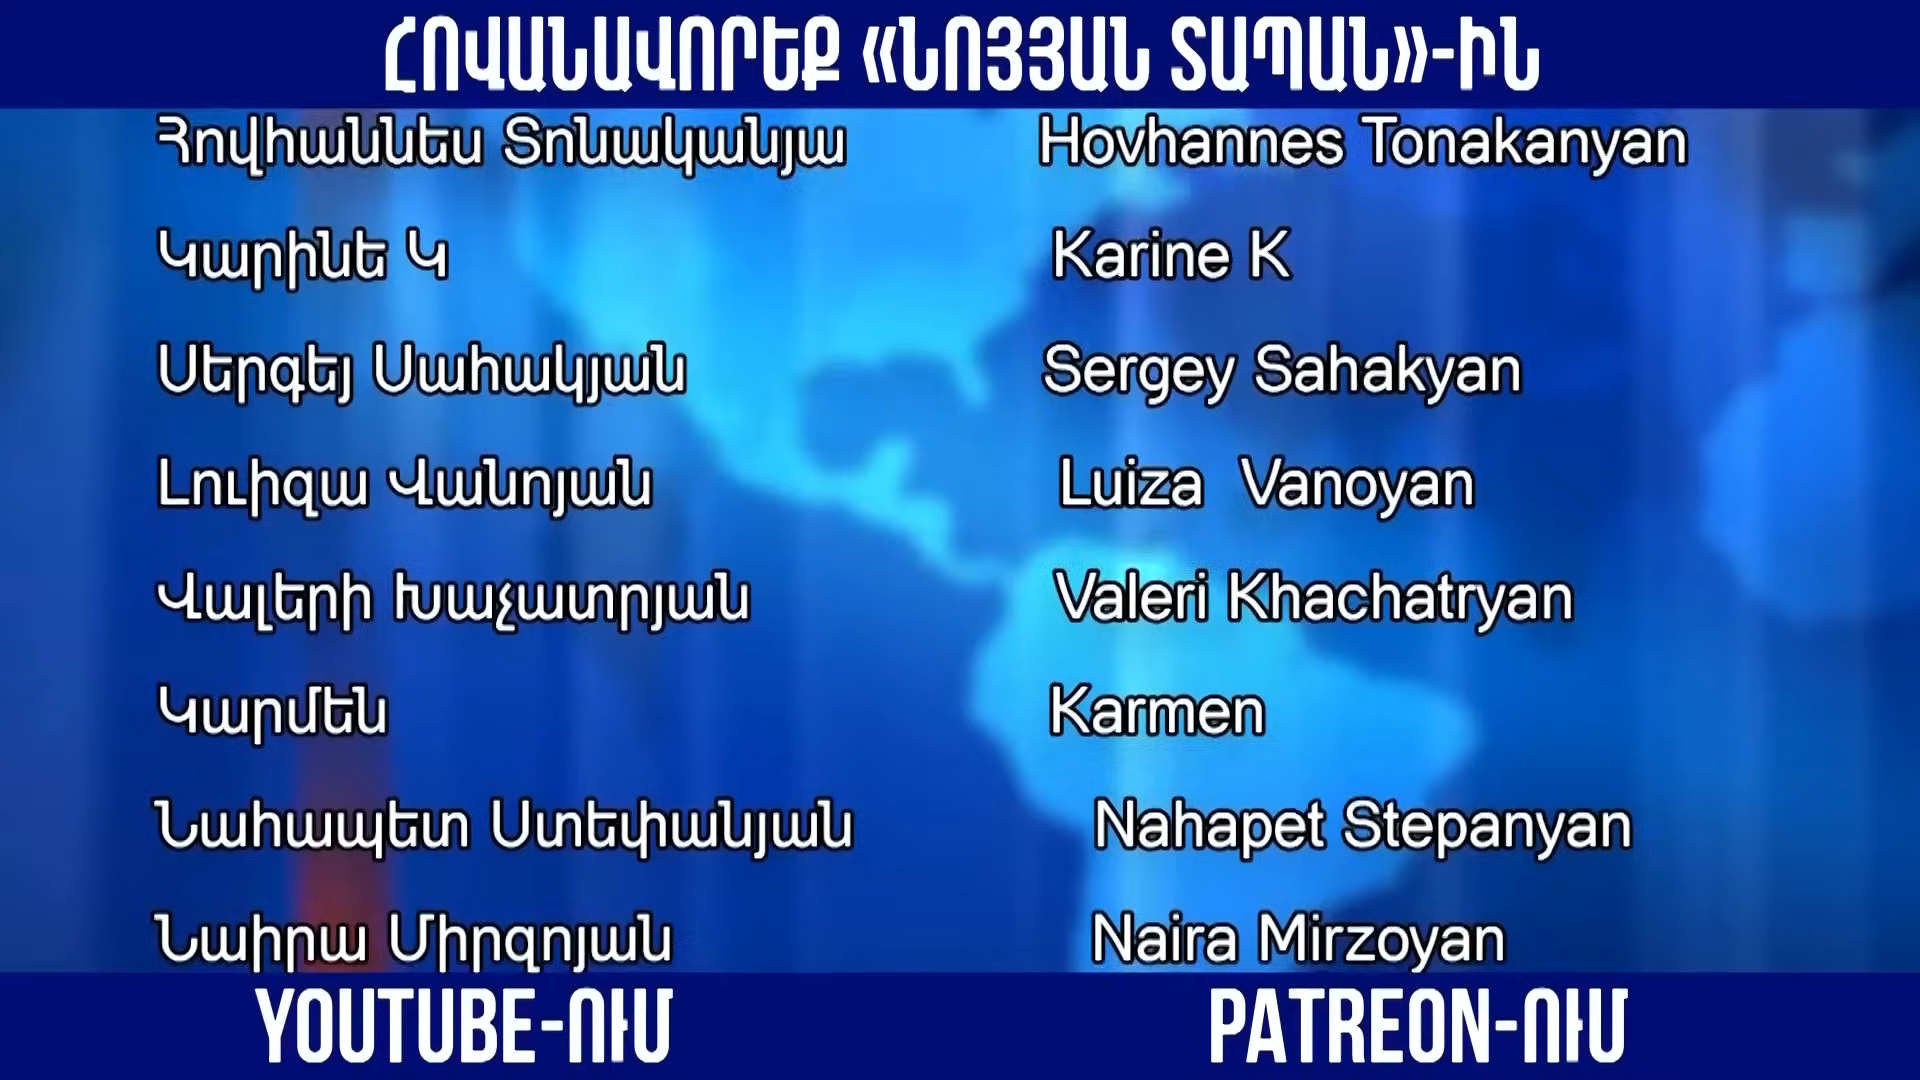 ՀՈՎԱՆԱՎՈՐԵՔ «ՆՈՅՅԱՆ ՏԱՊԱՆ»-ԻՆ
Հովհաննես Տոնականյա Hovhannes Tonakanyan
Կարինե Կ Karine K
Սերգեյ Սահակյան Sergey Sahakyan
Լուիզա Վանոյան Luiza Vanoyan
Վալերի Խաչատրյան Valeri Khachatryan
Կարմեն Karmen
Նահապետ Ստեփանյան Nahapet Stepanyan
Նաիրա Միրզոյան Naira Mirzoyan
YOUTUBE-ՈՒՄ PATREON-ՈՒՄ